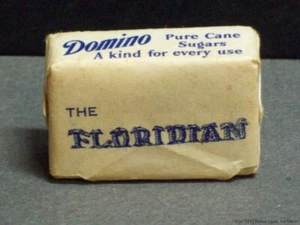 Domino Pure Cane
Sugars
A kind for every use
THE
FLORIDIAN